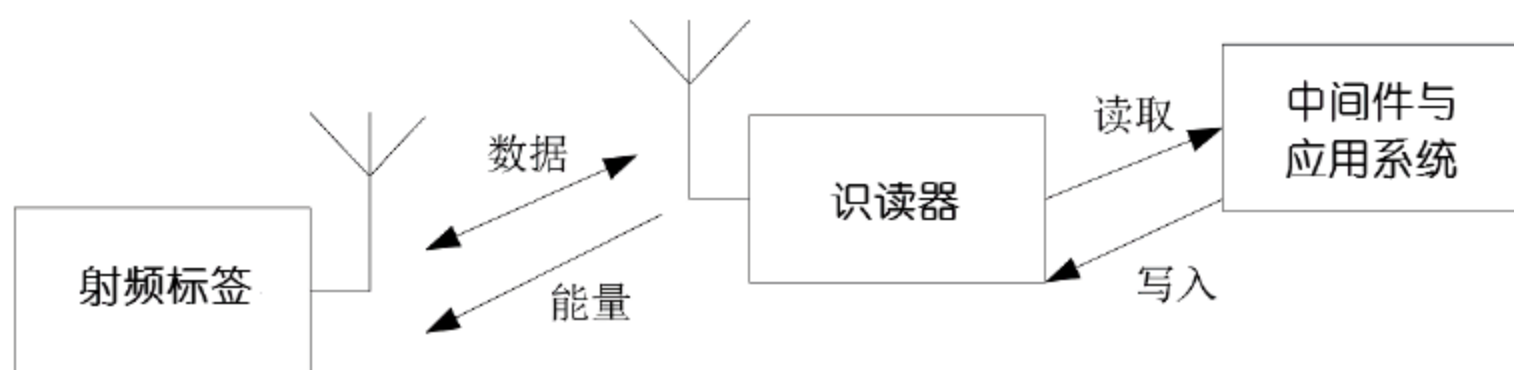 射频标签
数据
能量
识读器
读取
写入
中间件与
应用系统